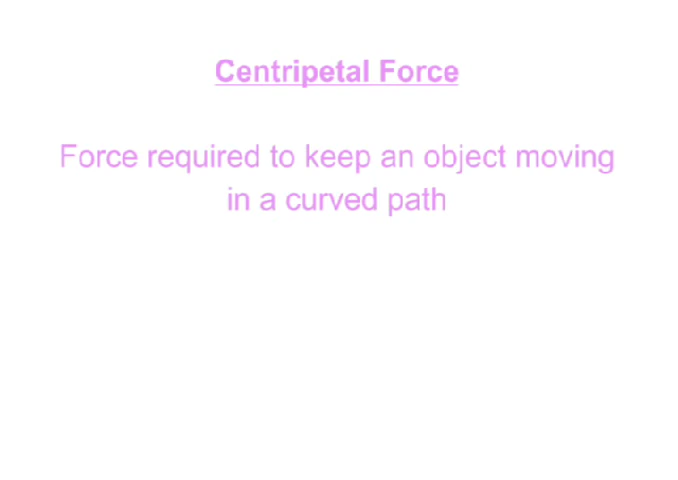 Centripetal Force
Force required to keep an object moving
in a curved path